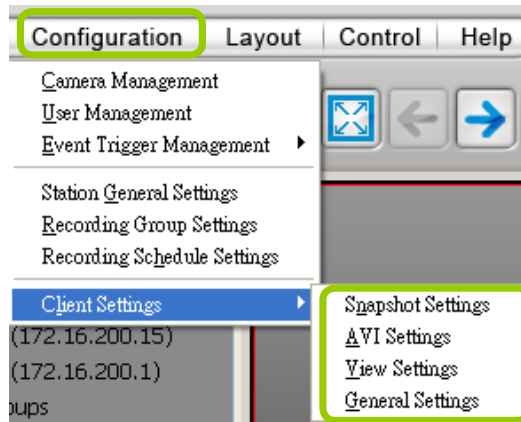 Configuration Layout Control Help
Camera Management
User Management
Event Trigger Management
Station General Settings
Recording Group Settings
Recording Schedule Settings
Client Settings
Snapshot Settings
AVI Settings
View Settings
General Settings
(172.16.200.15)
(172.16.200.1)
oups